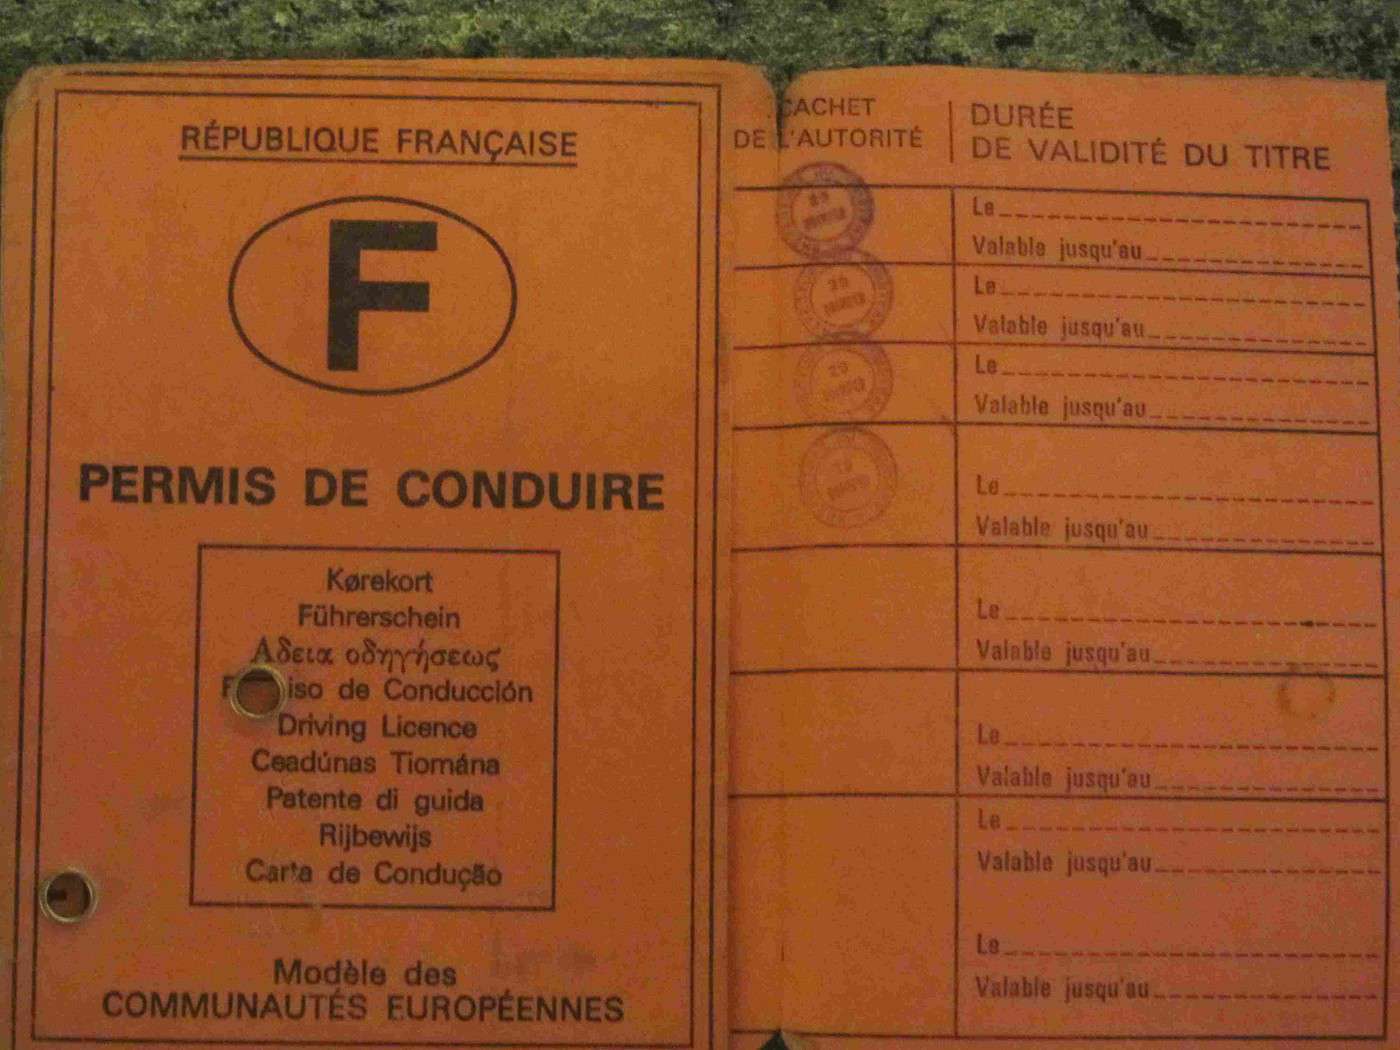 RÉPUBLIQUE FRANÇAISE
F
PERMIS DE CONDUIRE
Kørekort
Führerschein
Αδεια οδηγήσεως
de Conducción
Driving Licence
Ceadúnas Tiomána
Patente di guida
Rijbewijs
Carta de Condução
Modèle des
COMMUNAUTÉS EUROPÉENNES
CACHET
DE L'AUTORITÉ
DURÉE
DE VALIDITÉ DU TITRE
Le
Valable jusqu'au
Le
Valable jusqu'au
Le
Valable jusqu'au
Le
Valable jusqu'au
Le
Valable jusqu'au
Le
Valable jusqu'au
Le
Valable jusqu'au
Le
Valable jusqu'au